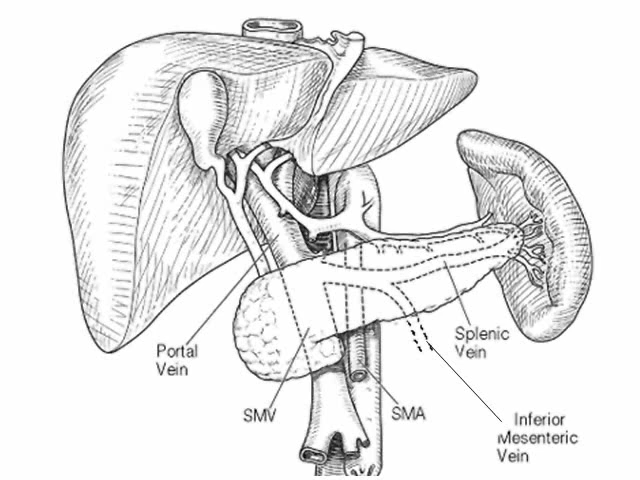 Portal
Vein
SMV
SMA
Splenic
Vein
Inferior
Mesenteric
Vein